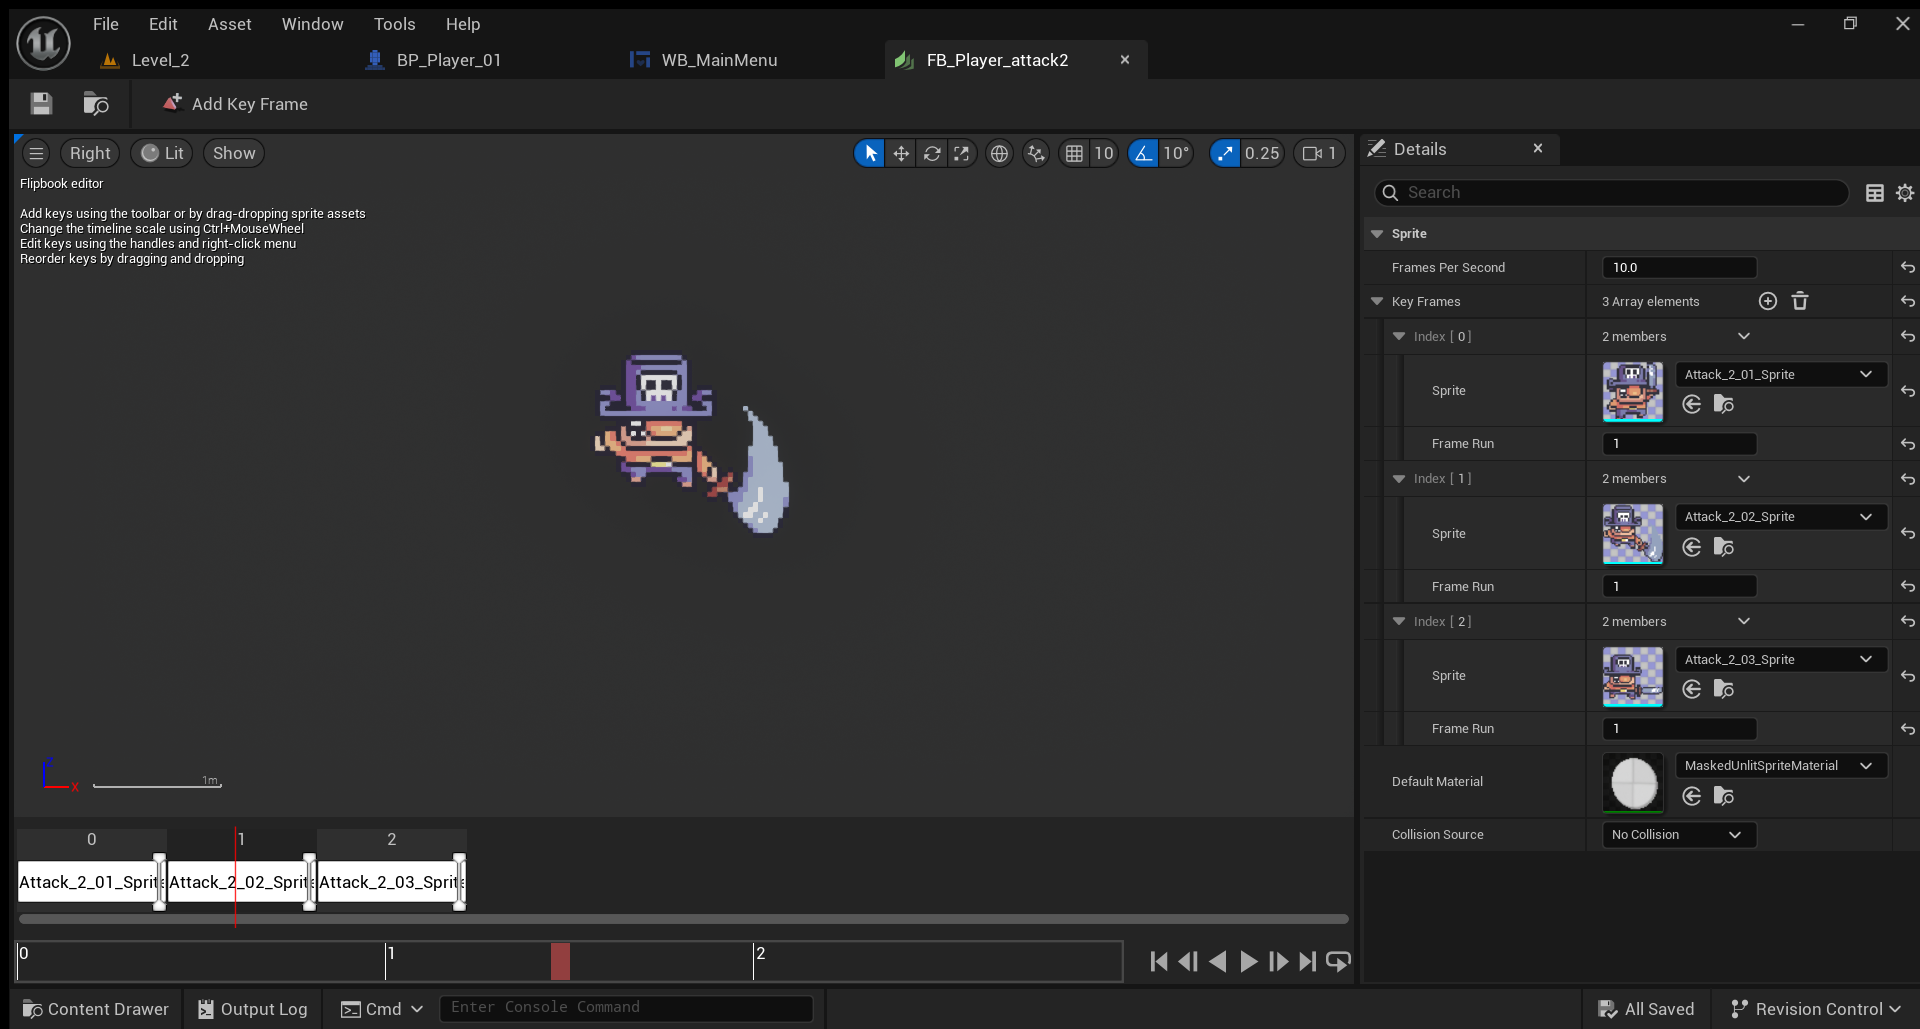 File Edit Asset Window Tools Help
Level_2 BP_Player_01 WB_MainMenu FB_Player_attack2
Add Key Frame
Right Lit Show 10 10° 0.25 1
Flipbook editor
Add keys using the toolbar or by drag-dropping sprite assets
Change the timeline scale using Ctrl+MouseWheel
Edit keys using the handles and right-click menu
Reorder keys by dragging and dropping
Z
X
1m
0 1 2
Attack_2_01_Sprite Attack_2_02_Sprite Attack_2_03_Sprite
0 1 2
Details
Search
Sprite
Frames Per Second 10.0
Key Frames 3 Array elements
Index [ 0 ] 2 members
Sprite Attack_2_01_Sprite
Frame Run 1
Index [ 1 ] 2 members
Sprite Attack_2_02_Sprite
Frame Run 1
Index [ 2 ] 2 members
Sprite Attack_2_03_Sprite
Frame Run 1
Default Material MaskedUnlitSpriteMaterial
Collision Source No Collision
Content Drawer Output Log Cmd Enter Console Command All Saved Revision Control